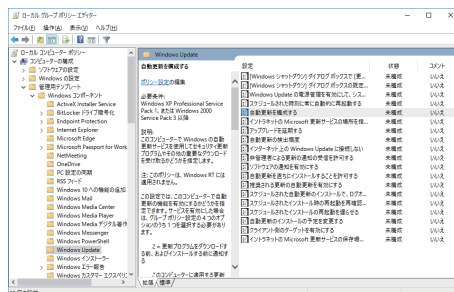 ローカル グループ ポリシー エディター
ファイル(F) 操作(A) 表示(V) ヘルプ(H)
ローカル コンピューター ポリシー
コンピューターの構成
ソフトウェアの設定
Windows の設定
管理用テンプレート
Windows コンポーネント
ActiveX Installer Service
BitLocker ドライブ暗号化
Endpoint Protection
Internet Explorer
Microsoft Edge
Microsoft Passport for Work
NetMeeting
OneDrive
PC 設定の同期
RSS フィード
Windows 10 への機能の追加
Windows Mail
Windows Media Center
Windows Media Player
Windows Media デジタル著作
Windows Messenger
Windows PowerShell
Windows Update
Windows インストーラー
Windows エラー報告
Windows カスタマー エクスペリ
Windows Update
自動更新を構成する
ポリシー設定の編集
必要条件:
Windows XP Professional Service
Pack 1、または Windows 2000
Service Pack 3 以降
説明:
このコンピューターで Windows の自動
更新サービスを使用してセキュリティ更新
プログラムやその他の重要なダウンロード
を受け取るかどうかを指定します。
注: このポリシーは、Windows RT には
適用されません。
この設定では、このコンピューターで自動
更新の機能を有効にするかどうかを指
定できます。サービスを有効にした場合
は、グループ ポリシー設定の 4 つのオプ
ションのうち 1 つを選択する必要があり
ます。
2 = 更新プログラムをダウンロードす
る前、およびインストールする前に通知す
る
このコンピューターに適用する更新
拡張 標準
設定 状態 コメント
[Windows シャットダウン] ダイアログ ボックスで [更... 未構成 いいえ
[Windows シャットダウン] ダイアログ ボックスの既定... 未構成 いいえ
Windows Update の電源管理を有効にして、シス... 未構成 いいえ
スケジュールされた時刻に常に自動的に再起動する 未構成 いいえ
自動更新を構成する 未構成 いいえ
イントラネットの Microsoft 更新サービスの場所を指... 未構成 いいえ
アップグレードを延期する 未構成 いいえ
自動更新の検出頻度 未構成 いいえ
インターネット上の Windows Update に接続しない 未構成 いいえ
非管理者による更新の通知の受信を許可する 未構成 いいえ
ソフトウェアの通知を有効にする 未構成 いいえ
自動更新を直ちにインストールすることを許可する 未構成 いいえ
推奨される更新の自動更新を有効にする 未構成 いいえ
スケジュールされた自動更新のインストールで、ログオ... 未構成 いいえ
スケジュールされたインストール時の再起動を再確認... 未構成 いいえ
スケジュールされたインストールの再起動を遅らせる 未構成 いいえ
自動更新のインストールの予定を変更する 未構成 いいえ
クライアント側のターゲットを有効にする 未構成 いいえ
イントラネットの Microsoft 更新サービスの保存場... 未構成 いいえ